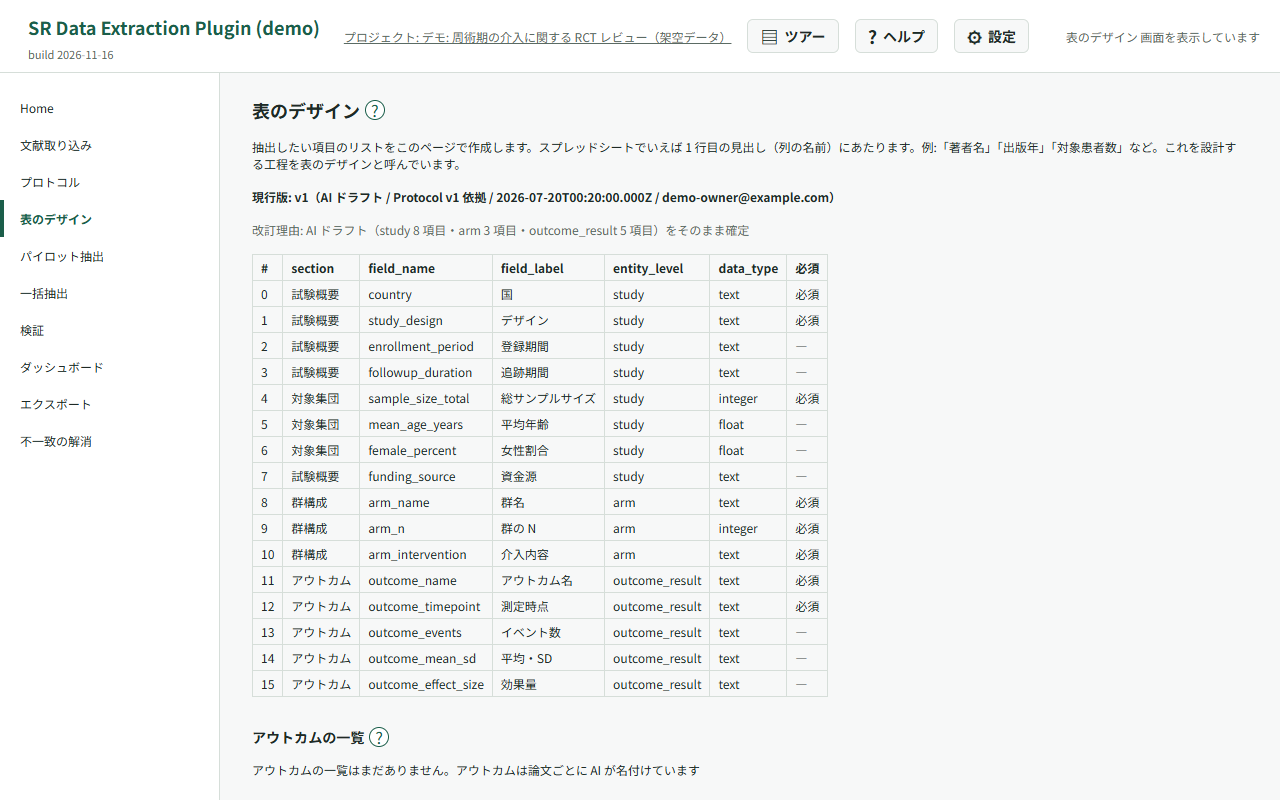 SR Data Extraction Plugin (demo)
build 2026-11-16
プロジェクト: デモ: 周術期の介入に関する RCT レビュー（架空データ）
ツアー
? ヘルプ
設定
表のデザイン 画面を表示しています
Home
文献取り込み
プロトコル
表のデザイン
パイロット抽出
一括抽出
検証
ダッシュボード
エクスポート
不一致の解消
表のデザイン ?
抽出したい項目のリストをこのページで作成します。スプレッドシートでいえば 1 行目の見出し（列の名前）にあたります。例:「著者名」「出版年」「対象患者数」など。これを設計す
る工程を表のデザインと呼んでいます。
現行版: v1（AI ドラフト / Protocol v1 依拠 / 2026-07-20T00:20:00.000Z / demo-owner@example.com）
改訂理由: AI ドラフト（study 8 項目・arm 3 項目・outcome_result 5 項目）をそのまま確定
# section field_name field_label entity_level data_type 必須
0 試験概要 country 国 study text 必須
1 試験概要 study_design デザイン study text 必須
2 試験概要 enrollment_period 登録期間 study text —
3 試験概要 followup_duration 追跡期間 study text —
4 対象集団 sample_size_total 総サンプルサイズ study integer 必須
5 対象集団 mean_age_years 平均年齢 study float —
6 対象集団 female_percent 女性割合 study float —
7 試験概要 funding_source 資金源 study text —
8 群構成 arm_name 群名 arm text 必須
9 群構成 arm_n 群の N arm integer 必須
10 群構成 arm_intervention 介入内容 arm text 必須
11 アウトカム outcome_name アウトカム名 outcome_result text 必須
12 アウトカム outcome_timepoint 測定時点 outcome_result text 必須
13 アウトカム outcome_events イベント数 outcome_result text —
14 アウトカム outcome_mean_sd 平均・SD outcome_result text —
15 アウトカム outcome_effect_size 効果量 outcome_result text —
アウトカムの一覧 ?
アウトカムの一覧はまだありません。アウトカムは論文ごとに AI が名付けています